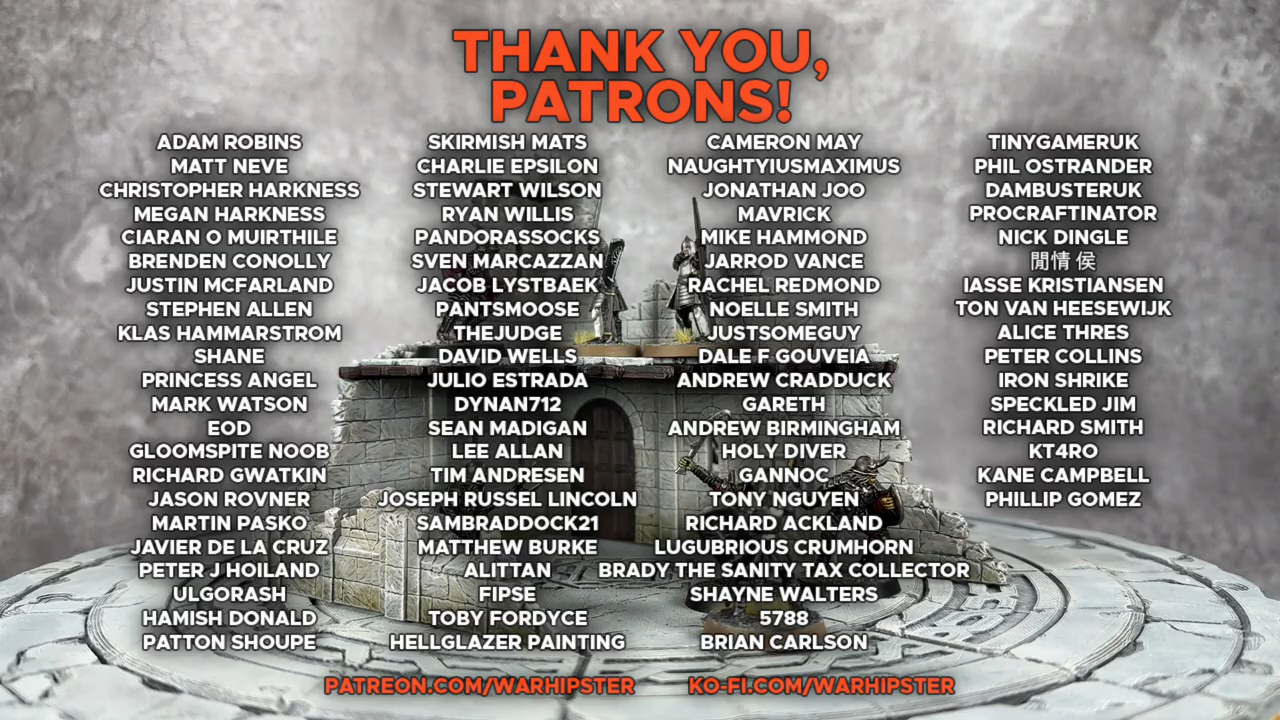 THANK YOU,
PATRONS!
ADAM ROBINS
MATT NEVE
CHRISTOPHER HARKNESS
MEGAN HARKNESS
CIARAN O MUIRTHILE
BRENDEN CONOLLY
JUSTIN MCFARLAND
STEPHEN ALLEN
KLAS HAMMARSTROM
SHANE
PRINCESS ANGEL
MARK WATSON
EOD
GLOOMSPITE NOOB
RICHARD GWATKIN
JASON ROVNER
MARTIN PASKO
JAVIER DE LA CRUZ
PETER J HOILAND
ULGORASH
HAMISH DONALD
PATTON SHOUPE
SKIRMISH MATS
CHARLIE EPSILON
STEWART WILSON
RYAN WILLIS
PANDORASSOCKS
SVEN MARCAZZAN
JACOB LYSTBAEK
PANTSMOOSE
THEJUDGE
DAVID WELLS
JULIO ESTRADA
DYNAN712
SEAN MADIGAN
LEE ALLAN
TIM ANDRESEN
JOSEPH RUSSEL LINCOLN
SAMBRADDOCK21
MATTHEW BURKE
ALITTAN
FIPSE
TOBY FORDYCE
HELLGLAZER PAINTING
CAMERON MAY
NAUGHTYIUSMAXIMUS
JONATHAN JOO
MAVRICK
MIKE HAMMOND
JARROD VANCE
RACHEL REDMOND
NOELLE SMITH
JUSTSOMEGUY
DALE F GOUVEIA
ANDREW CRADDUCK
GARETH
ANDREW BIRMINGHAM
HOLY DIVER
GANNOC
TONY NGUYEN
RICHARD ACKLAND
LUGUBRIOUS CRUMHORN
BRADY THE SANITY TAX COLLECTOR
SHAYNE WALTERS
5788
BRIAN CARLSON
TINYGAMERUK
PHIL OSTRANDER
DAMBUSTERUK
PROCRAFTINATOR
NICK DINGLE
閒情 侯
IASSE KRISTIANSEN
TON VAN HEESEWIJK
ALICE THRES
PETER COLLINS
IRON SHRIKE
SPECKLED JIM
RICHARD SMITH
KT4RO
KANE CAMPBELL
PHILLIP GOMEZ
PATREON.COM/WARHIPSTER
KO-FI.COM/WARHIPSTER